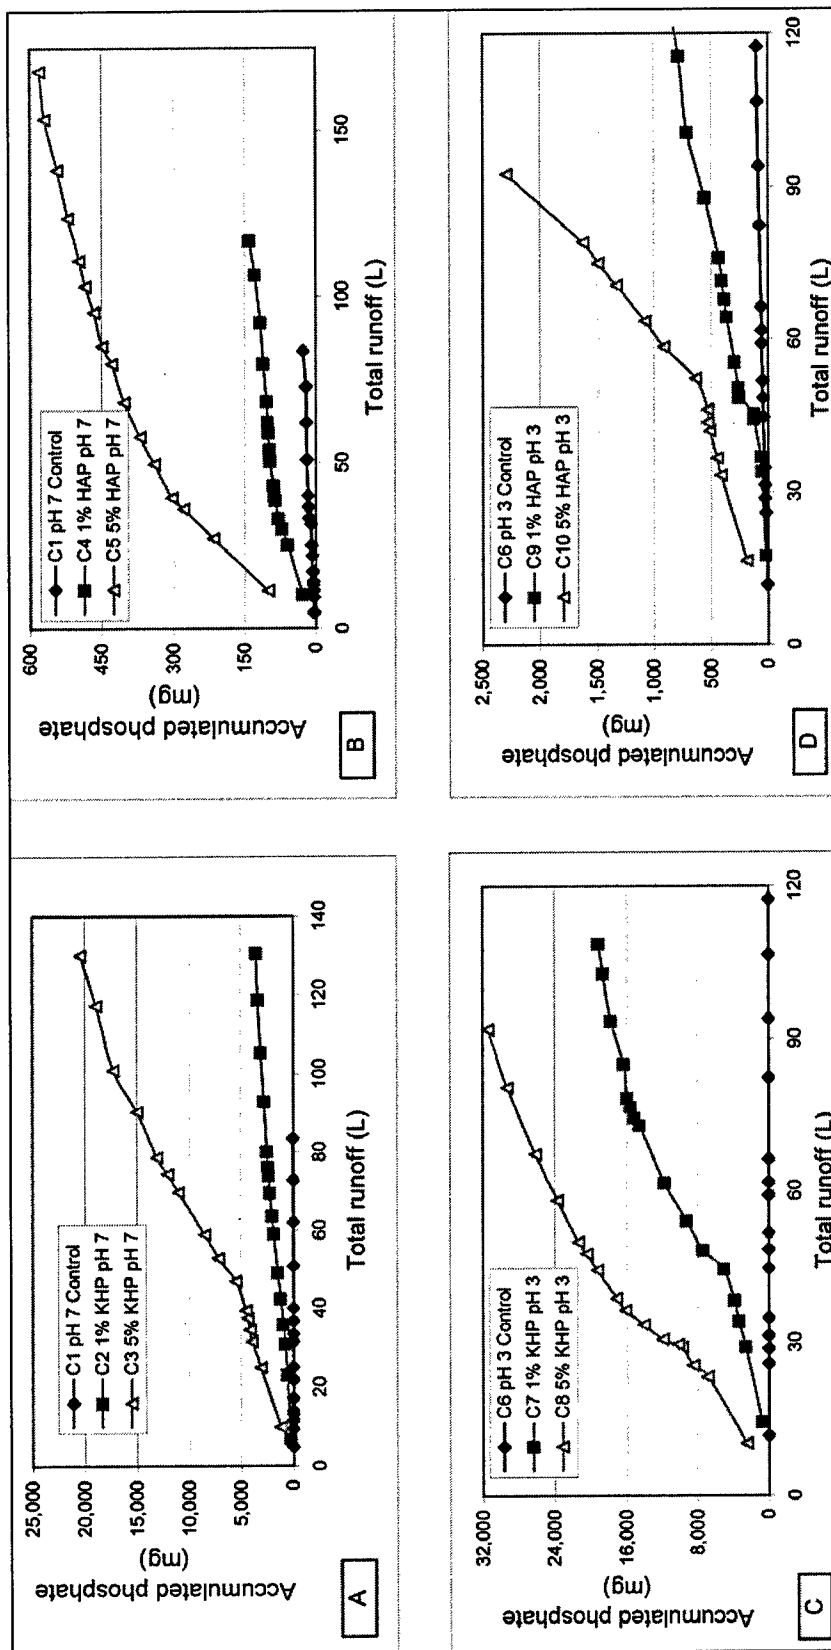 A
Accumulated phosphate
(mg)
25,000
20,000
15,000
10,000
5,000
0
C1 pH 7 Control
C2 1% KHP pH 7
C3 5% KHP pH 7
0
20
40
60
80
100
120
140
Total runoff (L)
B
Accumulated phosphate
(mg)
600
450
300
150
0
C1 pH 7 Control
C4 1% HAP pH 7
C5 5% HAP pH 7
0
50
100
150
Total runoff (L)
C
Accumulated phosphate
(mg)
32,000
24,000
16,000
8,000
0
C6 pH 3 Control
C7 1% KHP pH 3
C8 5% KHP pH 3
0
30
60
90
120
Total runoff (L)
D
Accumulated phosphate
(mg)
2,500
2,000
1,500
1,000
500
0
C6 pH 3 Control
C9 1% HAP pH 3
C10 5% HAP pH 3
0
30
60
90
120
Total runoff (L)